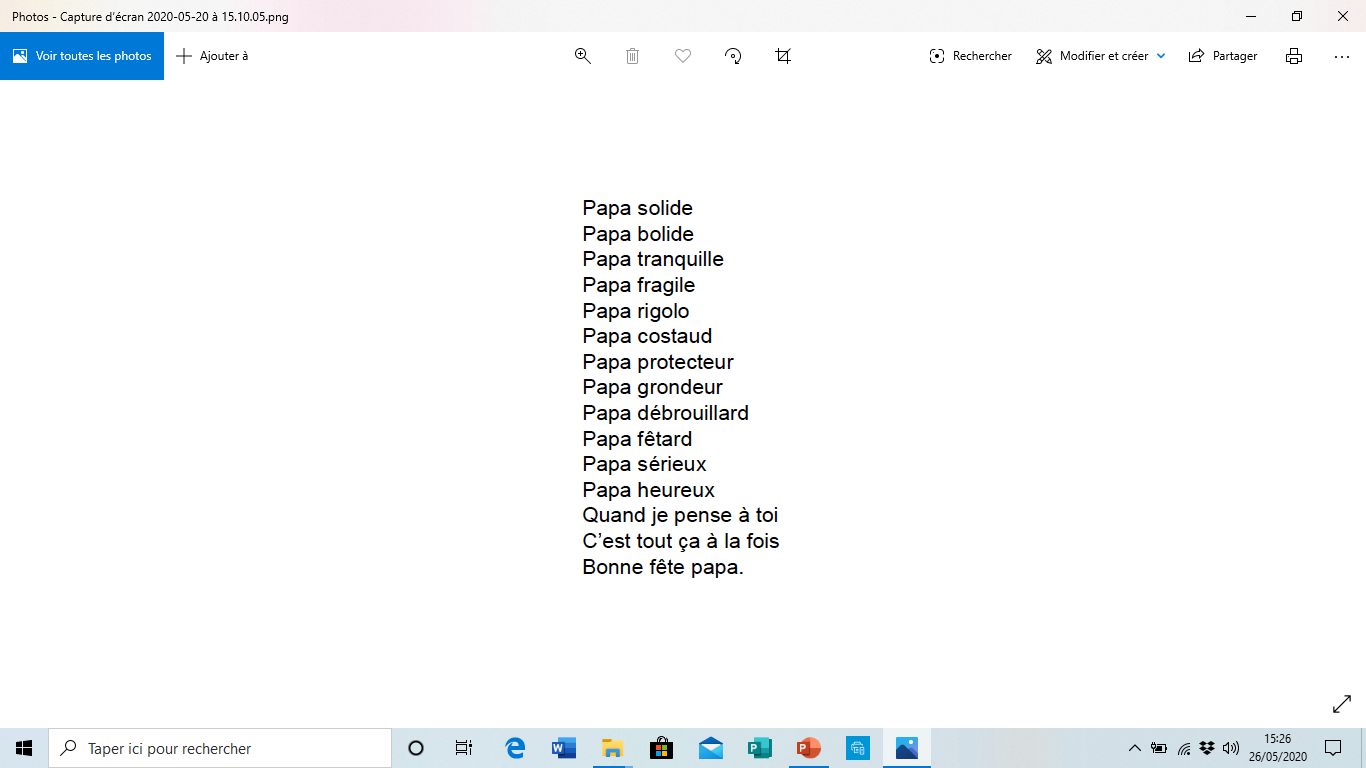 Photos - Capture d'écran 2020-05-20 à 15.10.05.png
Voir toutes les photos
Ajouter à
Rechercher
Modifier et créer
Partager
Papa solide
Papa bolide
Papa tranquille
Papa fragile
Papa rigolo
Papa costaud
Papa protecteur
Papa grondeur
Papa débrouillard
Papa fêtard
Papa sérieux
Papa heureux
Quand je pense à toi
C’est tout ça à la fois
Bonne fête papa.
Taper ici pour rechercher
15:26
26/05/2020